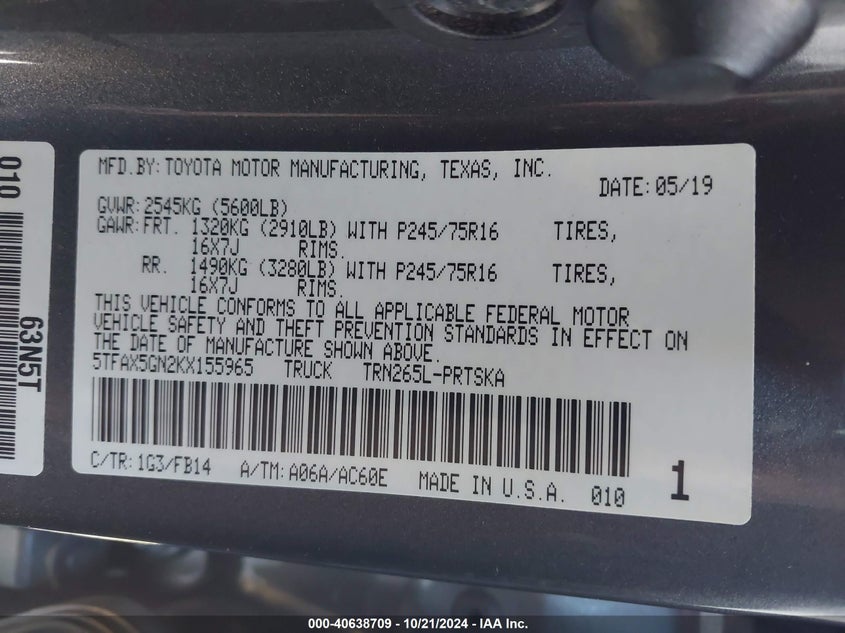 MFD.BY: TOYOTA MOTOR MANUFACTURING, TEXAS, INC.
DATE: 05/19
GVWR: 2545KG (5600LB)
GAWR: FRT. 1320KG (2910LB) WITH P245/75R16 TIRES,
16X7J RIMS.
RR. 1490KG (3280LB) WITH P245/75R16 TIRES,
16X7J RIMS.
THIS VEHICLE CONFORMS TO ALL APPLICABLE FEDERAL MOTOR
VEHICLE SAFETY AND THEFT PREVENTION STANDARDS IN EFFECT ON
THE DATE OF MANUFACTURE SHOWN ABOVE.
5TFAX5GN2KX155965 TRUCK TRN265L-PRTSKA
C/TR: 1G3/FB14 A/TM: A06A/AC60E MADE IN U.S.A. 010 1
010
63N5T
000-40638709 - 10/21/2024 - IAA Inc.